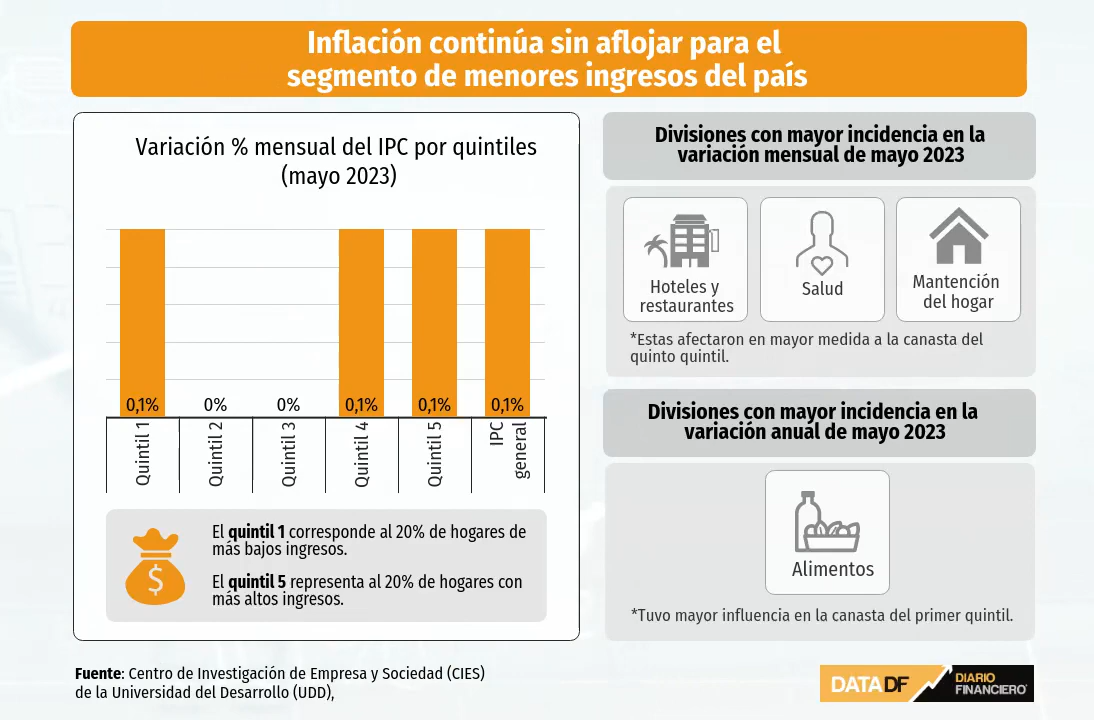 Inflación continúa sin aflojar para el
segmento de menores ingresos del país
Variación % mensual del IPC por quintiles
(mayo 2023)
0,1%
0%
0%
0,1%
0,1%
0,1%
Quintil 1
Quintil 2
Quintil 3
Quintil 4
Quintil 5
IPC
general
$
El quintil 1 corresponde al 20% de hogares de
más bajos ingresos.
El quintil 5 representa al 20% de hogares con
más altos ingresos.
Divisiones con mayor incidencia en la
variación mensual de mayo 2023
Hoteles y
restaurantes
Salud
Mantención
del hogar
*Estas afectaron en mayor medida a la canasta del
quinto quintil.
Divisiones con mayor incidencia en la
variación anual de mayo 2023
Alimentos
*Tuvo mayor influencia en la canasta del primer quintil.
Fuente: Centro de Investigación de Empresa y Sociedad (CIES)
de la Universidad del Desarrollo (UDD),
DATA DF
DIARIO
FINANCIERO